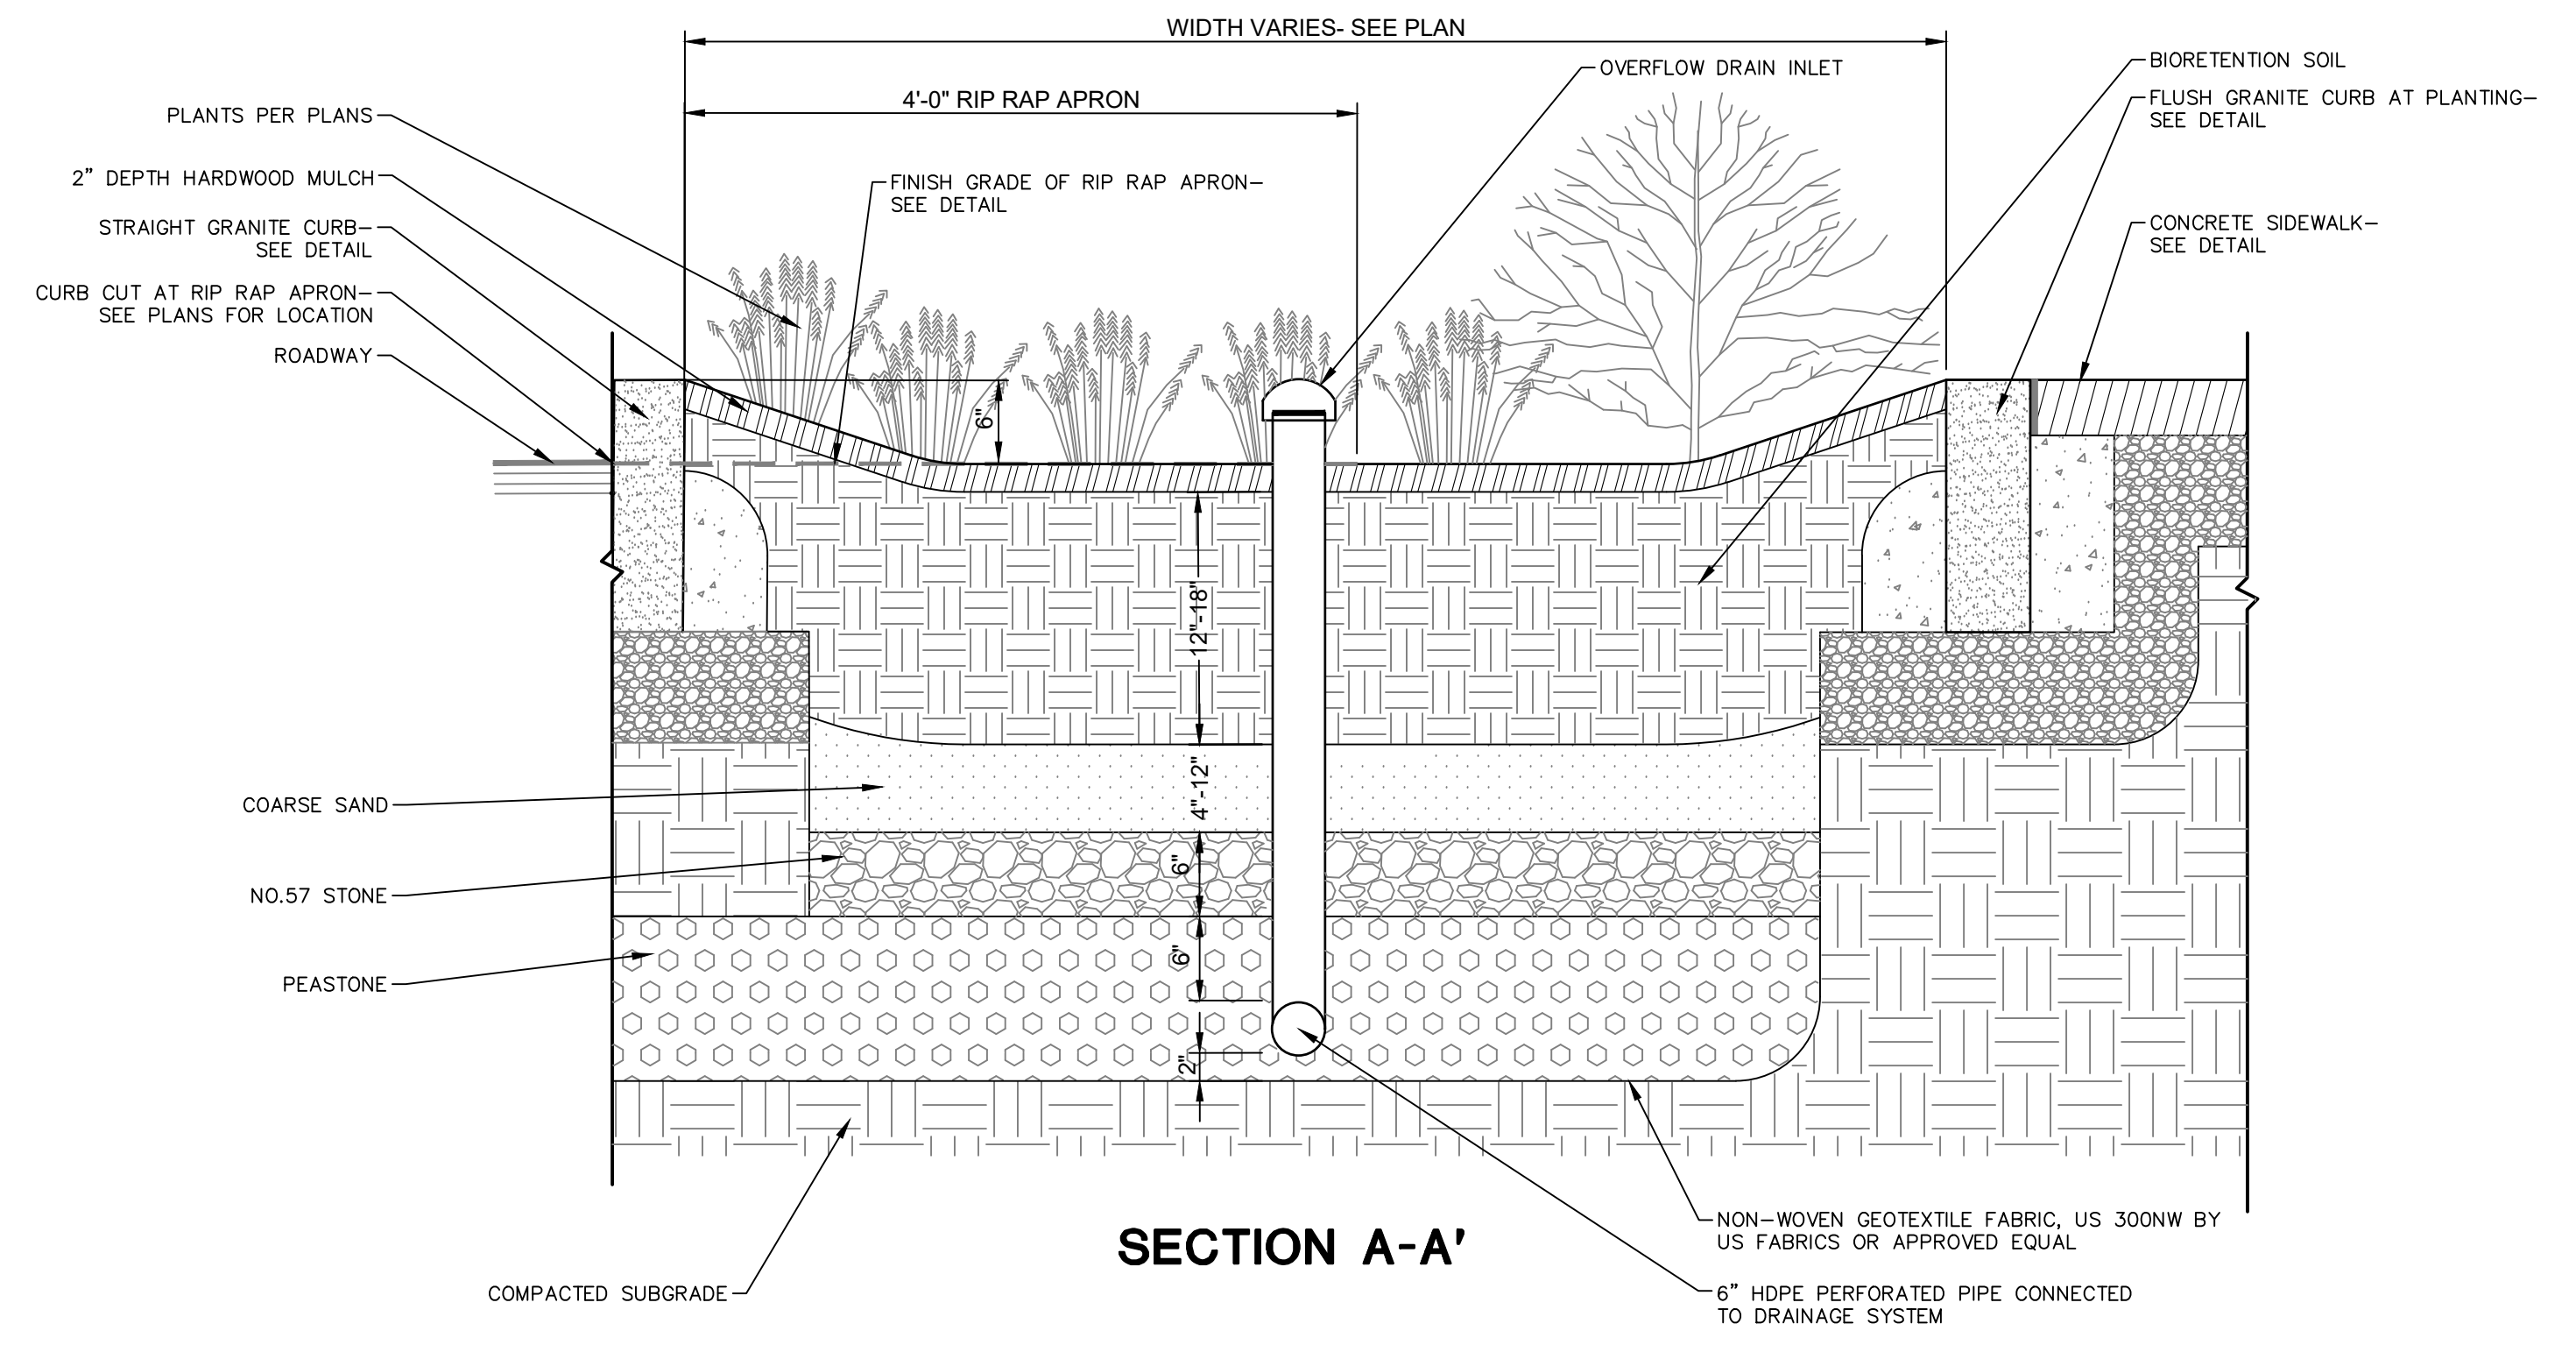 WIDTH VARIES- SEE PLAN
OVERFLOW DRAIN INLET
BIORETENTION SOIL
4'-0" RIP RAP APRON
FLUSH GRANITE CURB AT PLANTING-
SEE DETAIL
PLANTS PER PLANS
2" DEPTH HARDWOOD MULCH
FINISH GRADE OF RIP RAP APRON-
SEE DETAIL
STRAIGHT GRANITE CURB-
SEE DETAIL
CONCRETE SIDEWALK-
SEE DETAIL
CURB CUT AT RIP RAP APRON-
SEE PLANS FOR LOCATION
ROADWAY
6"
12"-18"
4"-12"
COARSE SAND
6"
NO.57 STONE
6"
PEASTONE
2"
NON-WOVEN GEOTEXTILE FABRIC, US 300NW BY
US FABRICS OR APPROVED EQUAL
SECTION A-A'
COMPACTED SUBGRADE
6" HDPE PERFORATED PIPE CONNECTED
TO DRAINAGE SYSTEM